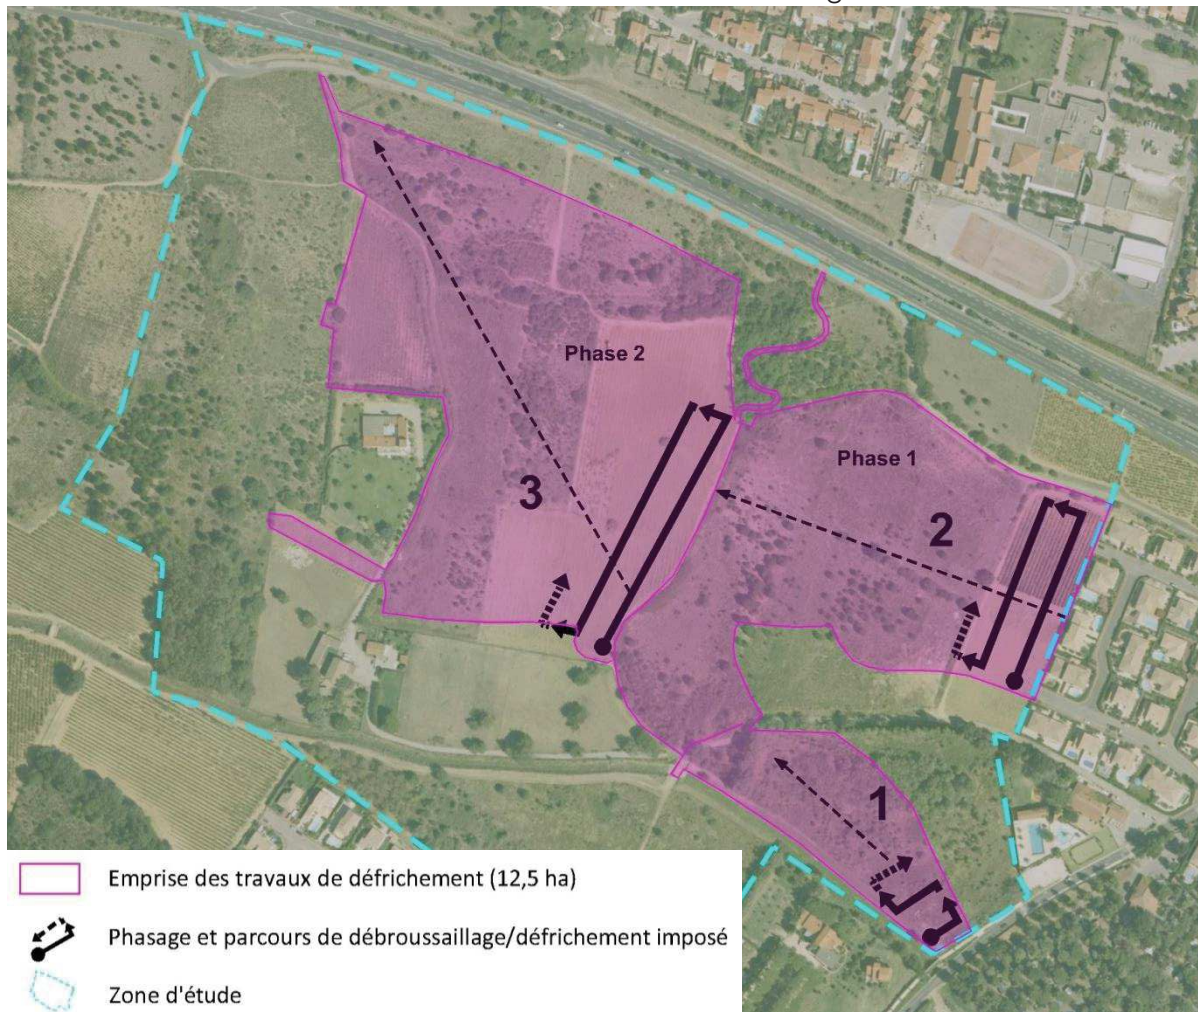 Phase 2
Phase 1
3
2
1
Emprise des travaux de défrichement (12,5 ha)
Phasage et parcours de débroussaillage/défrichement imposé
Zone d'étude